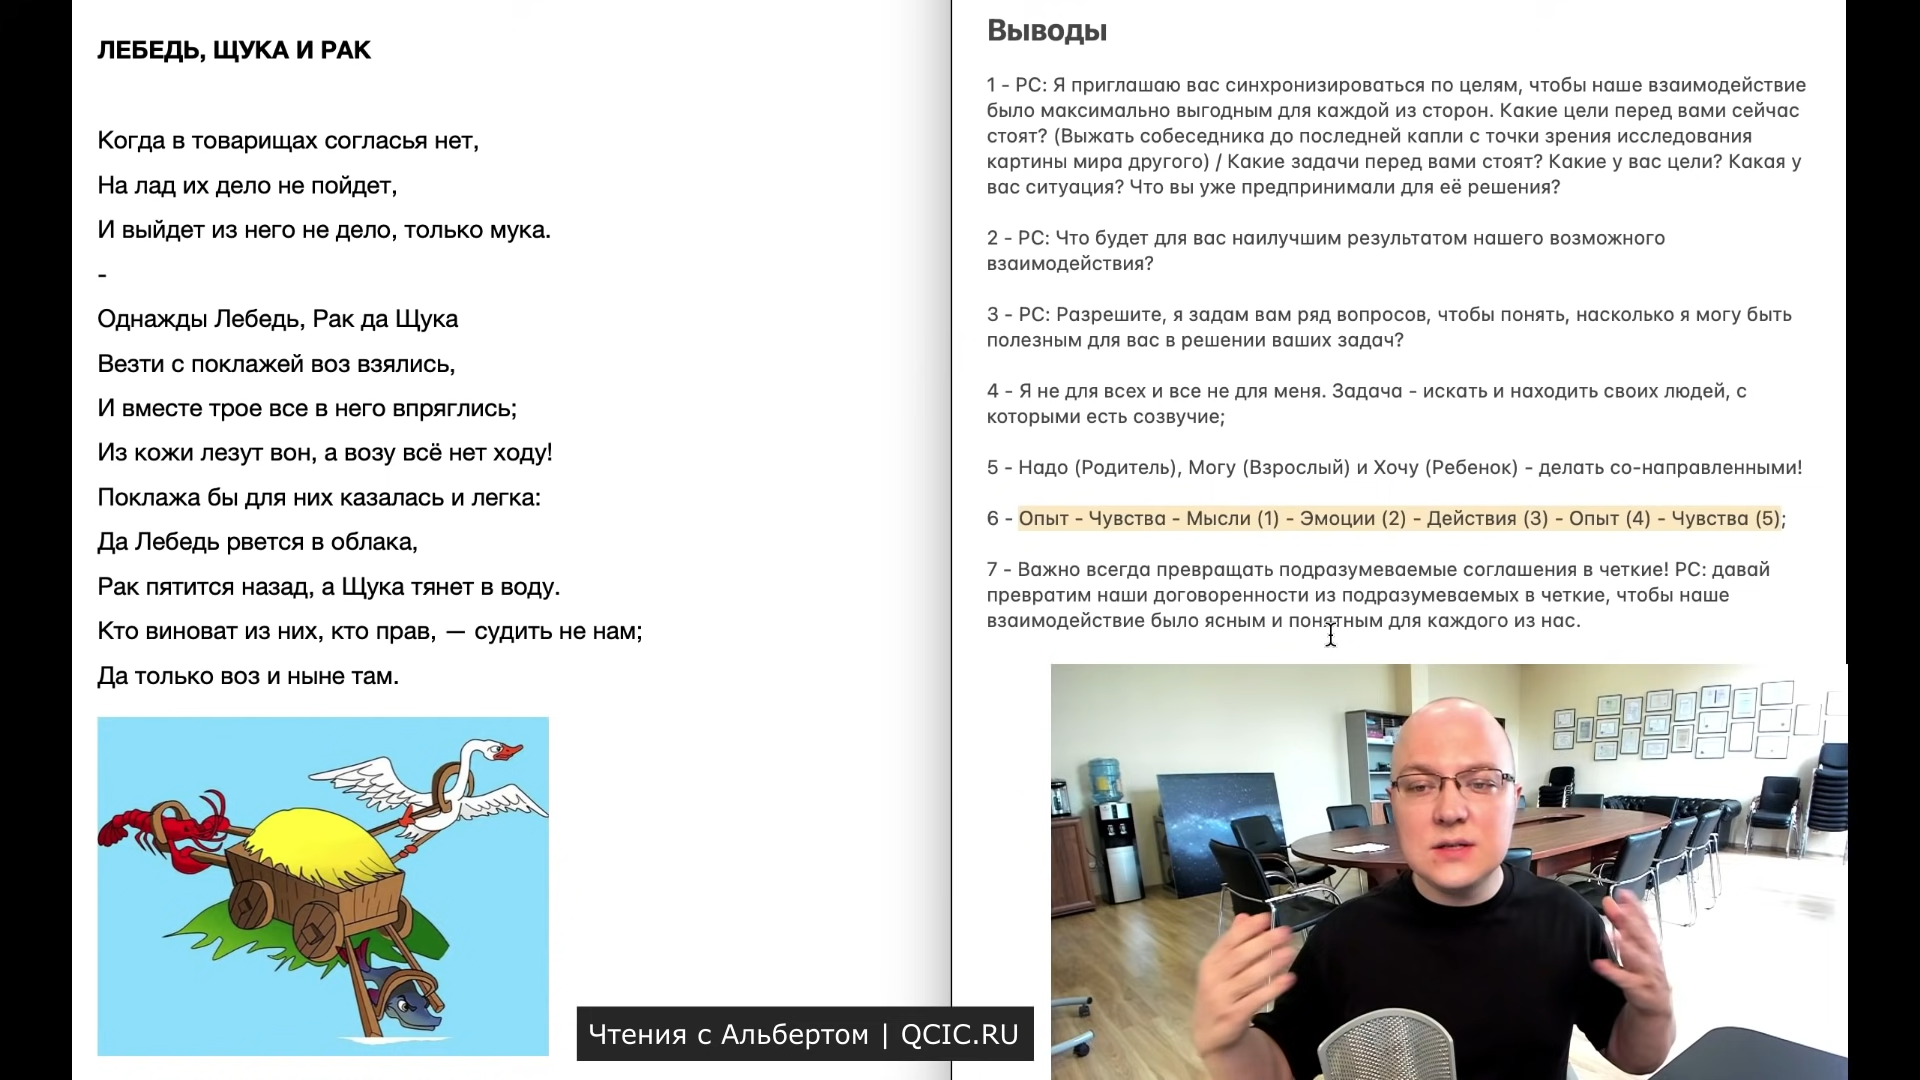 ЛЕБЕДЬ, ЩУКА И РАК
Когда в товарищах согласья нет,
На лад их дело не пойдет,
И выйдет из него не дело, только мука.
-
Однажды Лебедь, Рак да Щука
Везти с поклажей воз взялись,
И вместе трое все в него впряглись;
Из кожи лезут вон, а возу всё нет ходу!
Поклажа бы для них казалась и легка:
Да Лебедь рвется в облака,
Рак пятится назад, а Щука тянет в воду.
Кто виноват из них, кто прав, — судить не нам;
Да только воз и ныне там.
Выводы
1 - РС: Я приглашаю вас синхронизироваться по целям, чтобы наше взаимодействие
было максимально выгодным для каждой из сторон. Какие цели перед вами сейчас
стоят? (Выжать собеседника до последней капли с точки зрения исследования
картины мира другого) / Какие задачи перед вами стоят? Какие у вас цели? Какая у
вас ситуация? Что вы уже предпринимали для её решения?
2 - РС: Что будет для вас наилучшим результатом нашего возможного
взаимодействия?
3 - РС: Разрешите, я задам вам ряд вопросов, чтобы понять, насколько я могу быть
полезным для вас в решении ваших задач?
4 - Я не для всех и все не для меня. Задача - искать и находить своих людей, с
которыми есть созвучие;
5 - Надо (Родитель), Могу (Взрослый) и Хочу (Ребенок) - делать со-направленными!
6 - Опыт - Чувства - Мысли (1) - Эмоции (2) - Действия (3) - Опыт (4) - Чувства (5);
7 - Важно всегда превращать подразумеваемые соглашения в четкие! РС: давай
превратим наши договоренности из подразумеваемых в четкие, чтобы наше
взаимодействие было ясным и понятным для каждого из нас.
Чтения с Альбертом | QCIC.RU